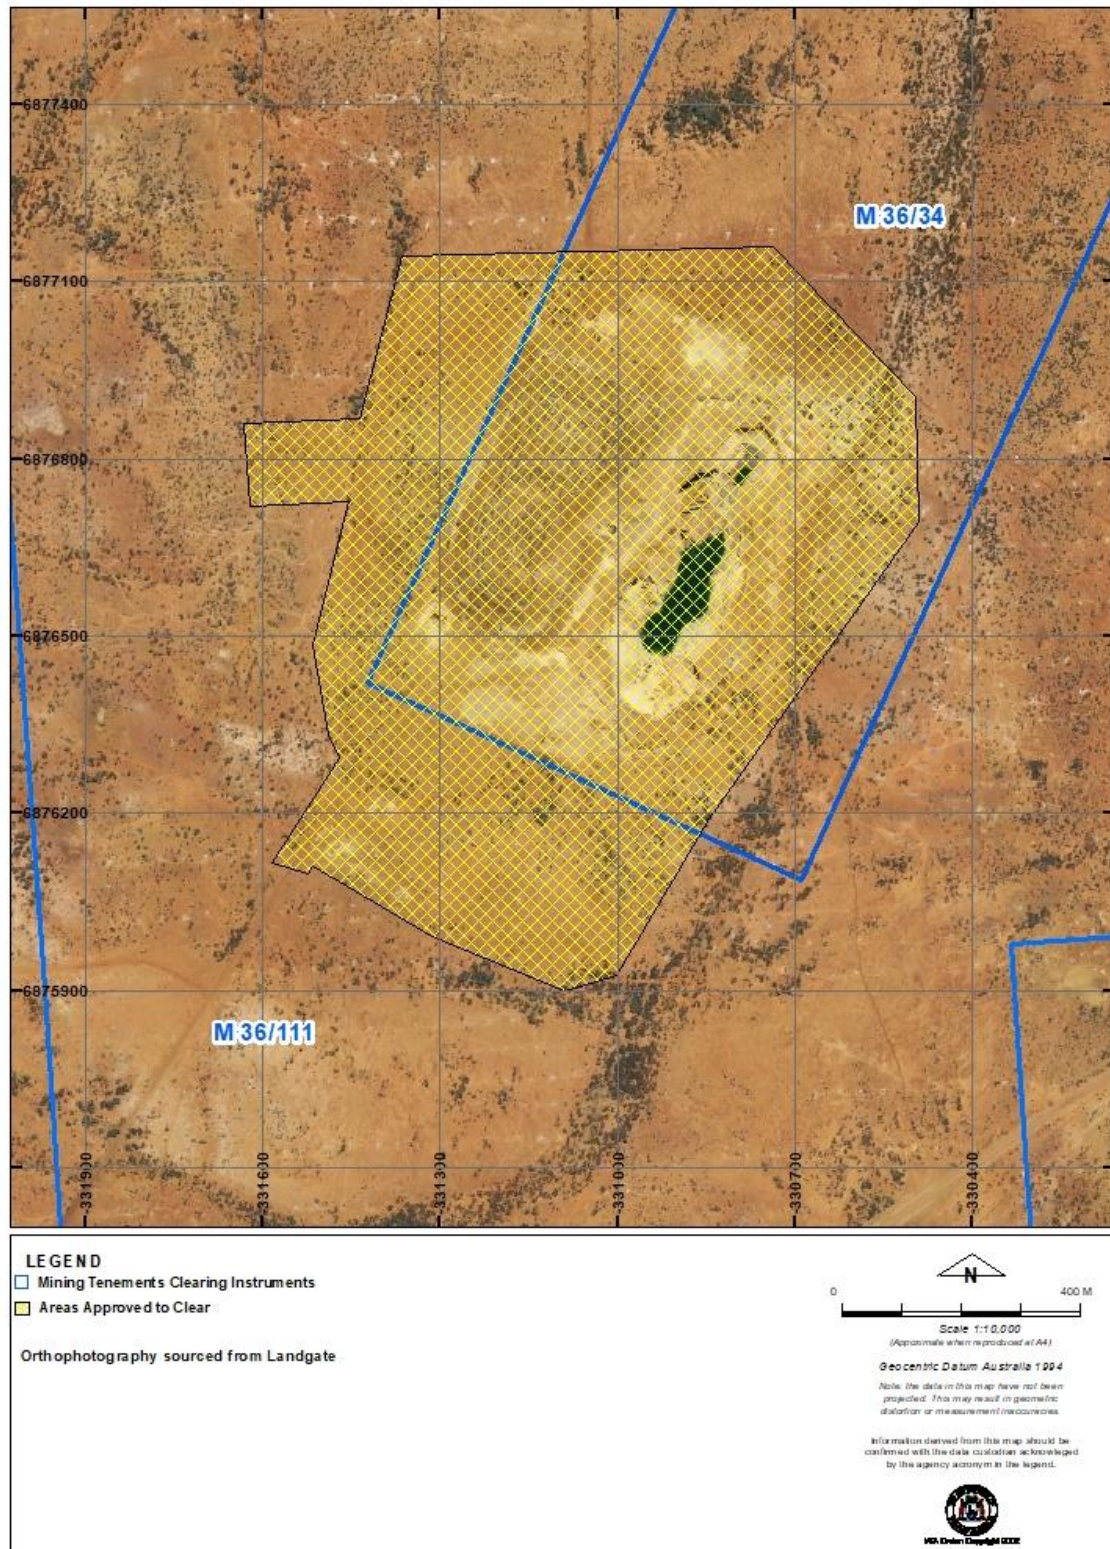 6877400
M 36/34
6877100
6876800
6876500
6876200
6875900
M 36/111
331900
331600
331300
331000
330700
330400
LEGEND
Mining Tenements Clearing Instruments
Areas Approved to Clear
Orthophotography sourced from Landgate
N
0 400 M
Scale 1:10,000
(Approximate when reproduced at A4)
Geocentric Datum Australia 1994
Note: the data in this map have not been
projected. This may result in geometric
distortion or measurement inaccuracies.
Information derived from this map should be
confirmed with the data custodian acknowleged
by the agency acronym in the legend.